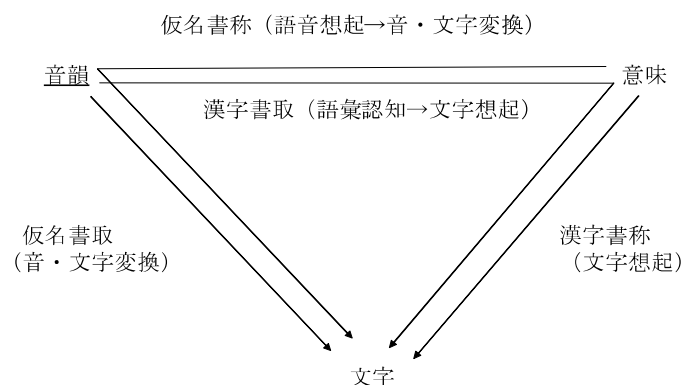 仮名書称（語音想起→音・文字変換）
音韻
意味
漢字書取（語彙認知→文字想起）
仮名書取
（音・文字変換）
漢字書称
（文字想起）
文字